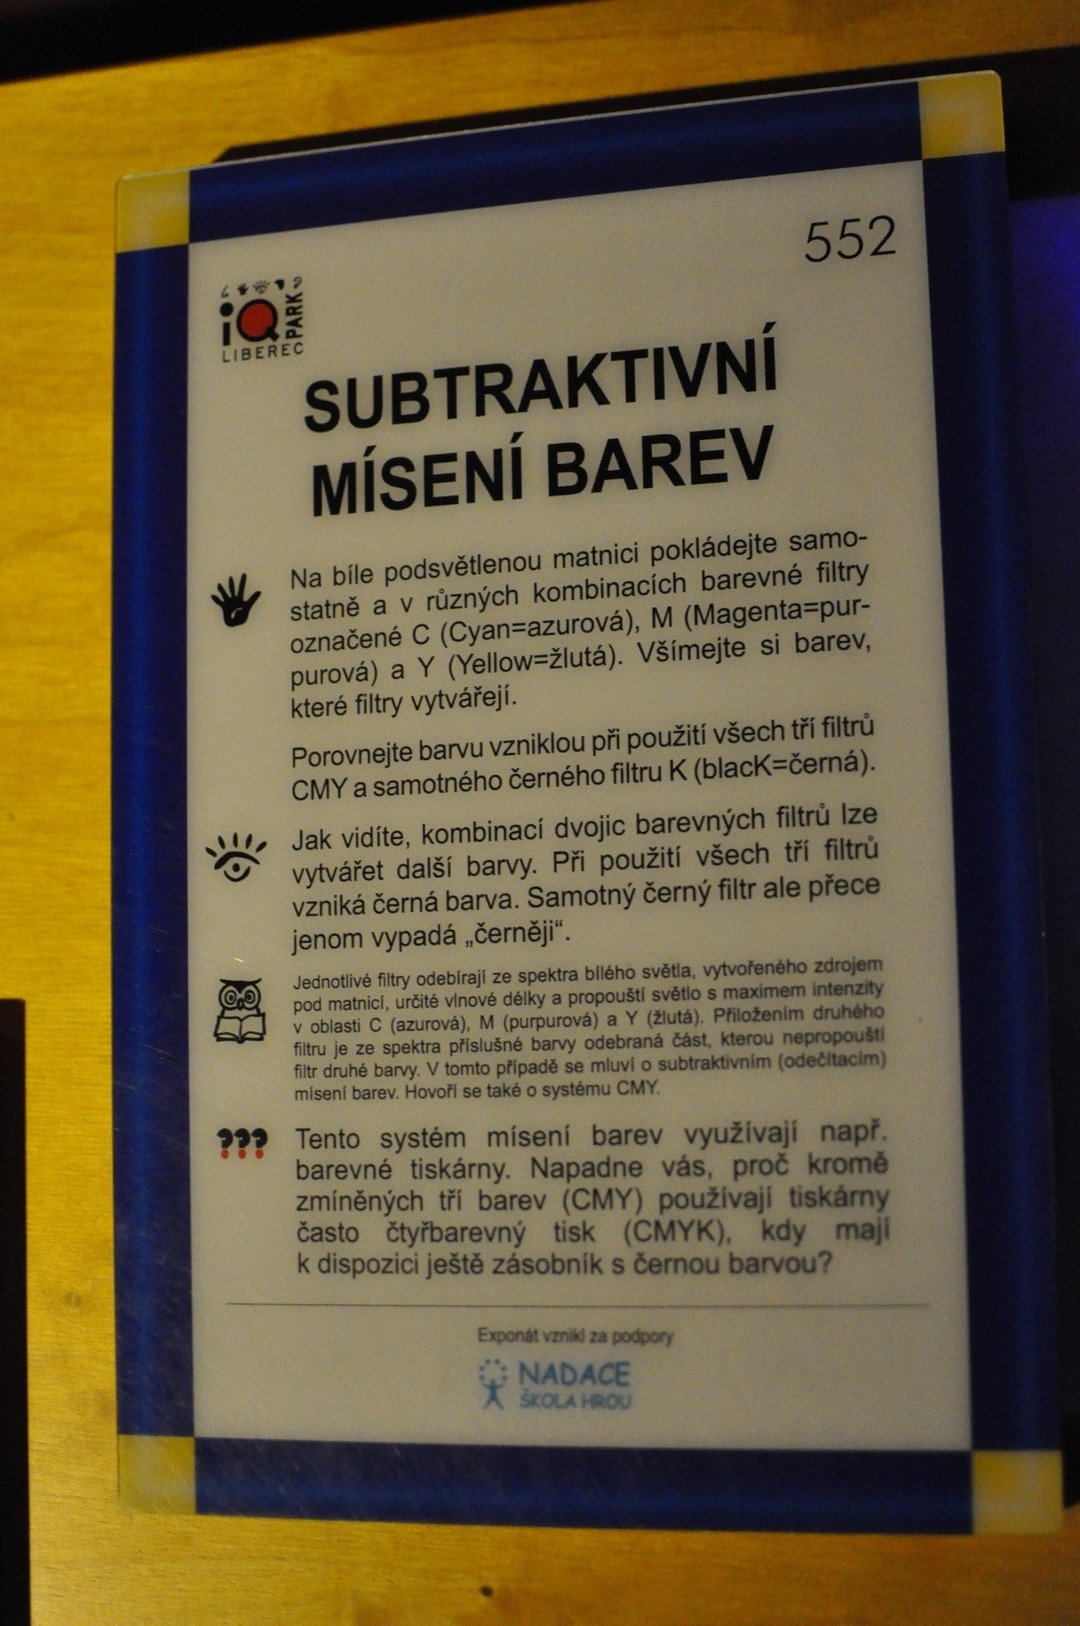 552
iQ
PARK
LIBEREC
SUBTRAKTIVNÍ
MÍSENÍ BAREV
Na bíle podsvětlenou matnici pokládejte samo-
statně a v různých kombinacích barevné filtry
označené C (Cyan=azurová), M (Magenta=pur-
purová) a Y (Yellow=žlutá). Všímejte si barev,
které filtry vytvářejí.
Porovnejte barvu vzniklou při použití všech tří filtrů
CMY a samotného černého filtru K (blacK=černá).
Jak vidíte, kombinací dvojic barevných filtrů lze
vytvářet další barvy. Při použití všech tří filtrů
vzniká černá barva. Samotný černý filtr ale přece
jenom vypadá „černěji“.
Jednotlivé filtry odebírají ze spektra bílého světla, vytvořeného zdrojem
pod matnicí, určité vlnové délky a propouští světlo s maximem intenzity
v oblasti C (azurová), M (purpurová) a Y (žlutá). Přiložením druhého
filtru je ze spektra příslušné barvy odebraná část, kterou nepropouští
filtr druhé barvy. V tomto případě se mluví o subtraktivním (odečítacím)
mísení barev. Hovoří se také o systému CMY.
???
Tento systém mísení barev využívají např.
barevné tiskárny. Napadne vás, proč kromě
zmíněných tří barev (CMY) používají tiskárny
často čtyřbarevný tisk (CMYK), kdy mají
k dispozici ještě zásobník s černou barvou?
Exponát vznikl za podpory
NADACE
ŠKOLA HROU